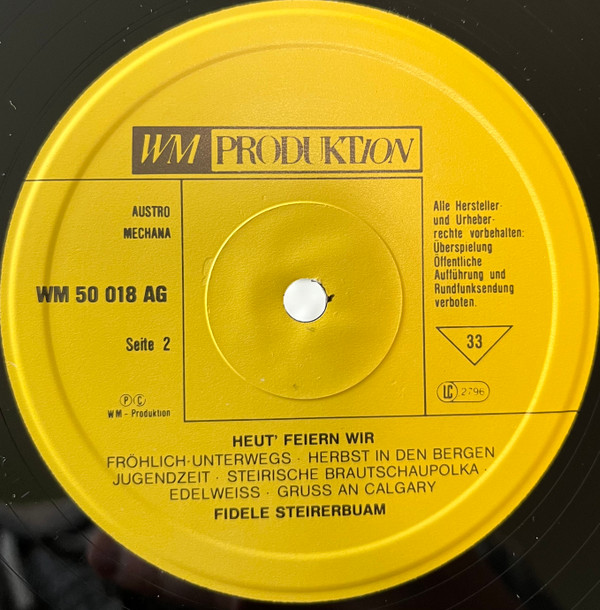 WM PRODUKTION
AUSTRO
MECHANA
WM 50 018 AG
Seite 2
Ⓟ Ⓒ
WM - Produktion
Alle Hersteller-
und Urheber-
rechte vorbehalten:
Überspielung
Öffentliche
Aufführung und
Rundfunksendung
verboten.
33
LC 2796
HEUT' FEIERN WIR
FRÖHLICH-UNTERWEGS · HERBST IN DEN BERGEN
JUGENDZEIT · STEIRISCHE BRAUTSCHAUPOLKA ·
EDELWEISS · GRUSS AN CALGARY
FIDELE STEIRERBUAM